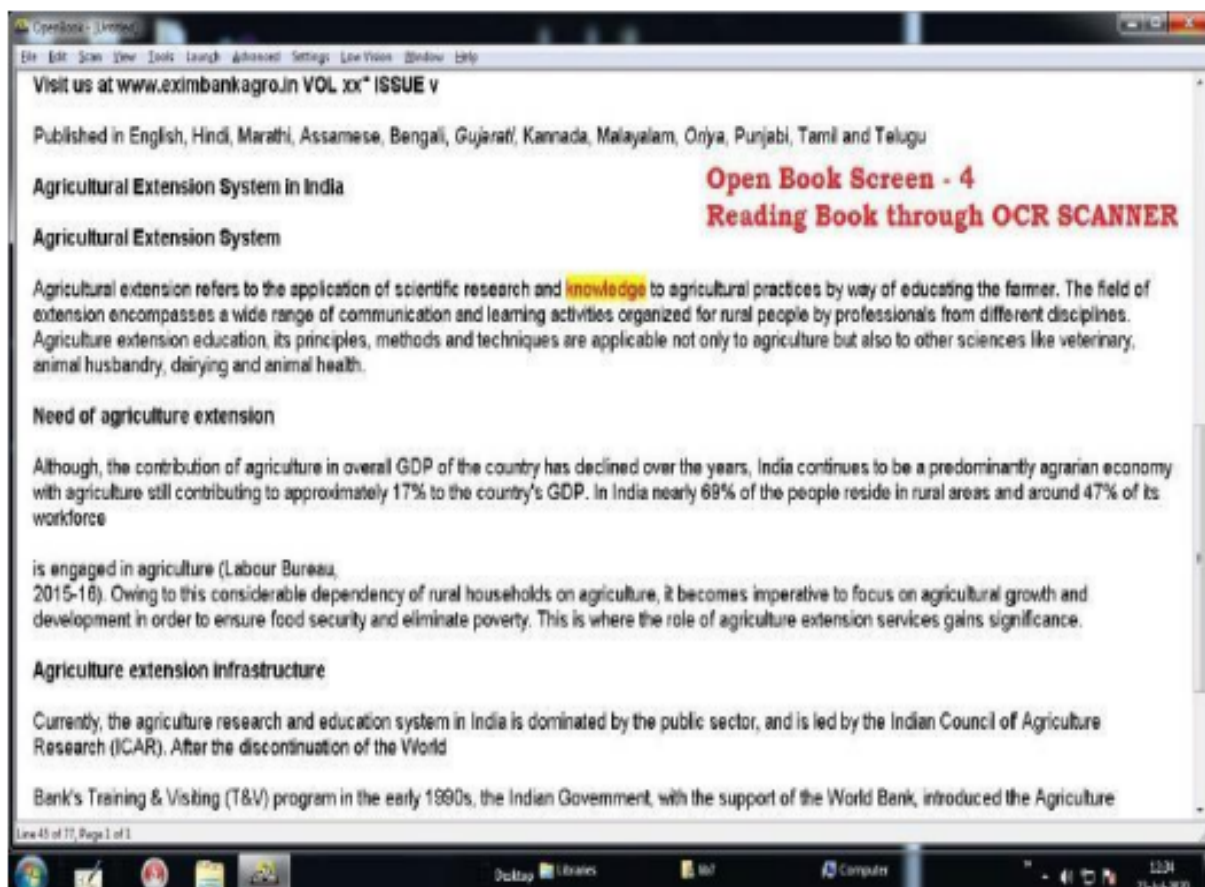 OpenBook - [Untitled]
File Edit Scan View Tools Launch Advanced Settings Low Vision Window Help
Visit us at www.eximbankagro.in VOL xx" ISSUE v
Published in English, Hindi, Marathi, Assamese, Bengali, Gujarati, Kannada, Malayalam, Oriya, Punjabi, Tamil and Telugu
Open Book Screen - 4
Reading Book through OCR SCANNER
Agricultural Extension System in India
Agricultural Extension System
Agricultural extension refers to the application of scientific research and knowledge to agricultural practices by way of educating the farmer. The field of
extension encompasses a wide range of communication and learning activities organized for rural people by professionals from different disciplines.
Agriculture extension education, its principles, methods and techniques are applicable not only to agriculture but also to other sciences like veterinary,
animal husbandry, dairying and animal health.
Need of agriculture extension
Although, the contribution of agriculture in overall GDP of the country has declined over the years, India continues to be a predominantly agrarian economy
with agriculture still contributing to approximately 17% to the country's GDP. In India nearly 69% of the people reside in rural areas and around 47% of its
workforce
is engaged in agriculture (Labour Bureau,
2015-16). Owing to this considerable dependency of rural households on agriculture, it becomes imperative to focus on agricultural growth and
development in order to ensure food security and eliminate poverty. This is where the role of agriculture extension services gains significance.
Agriculture extension infrastructure
Currently, the agriculture research and education system in India is dominated by the public sector, and is led by the Indian Council of Agriculture
Research (ICAR). After the discontinuation of the World
Bank's Training & Visiting (T&V) program in the early 1990s, the Indian Government, with the support of the World Bank, introduced the Agriculture
Line 45 of 77, Page 1 of 1
Desktop Libraries Computer